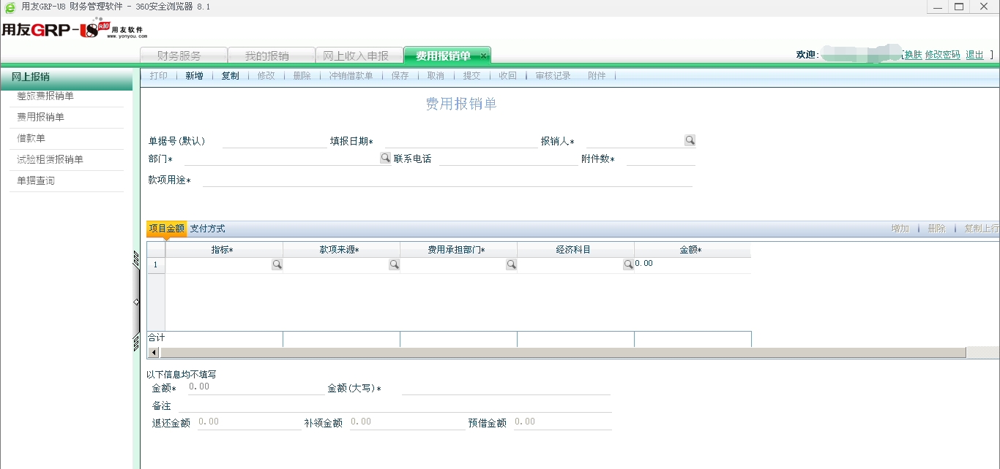 用友GRP-U8 财务管理软件 - 360安全浏览器 8.1
用友GRP-U8 R10 用友软件
www.yonyou.com
财务服务 我的报销 网上收入申报 费用报销单 × 欢迎: [换肤 修改密码 退出 ]
网上报销 打印 新增 复制 修改 删除 冲销借款单 保存 取消 提交 收回 审核记录 附件
差旅费报销单
费用报销单
借款单
试验租赁报销单
单据查询
费用报销单
单据号(默认) 填报日期* 报销人*
部门* 联系电话 附件数*
款项用途*
项目金额 支付方式 增加 删除 复制上行
指标* 款项来源* 费用承担部门* 经济科目 金额*
1 0.00
合计
以下信息均不填写
金额* 0.00 金额(大写)*
备注
退还金额 0.00 补领金额 0.00 预借金额 0.00